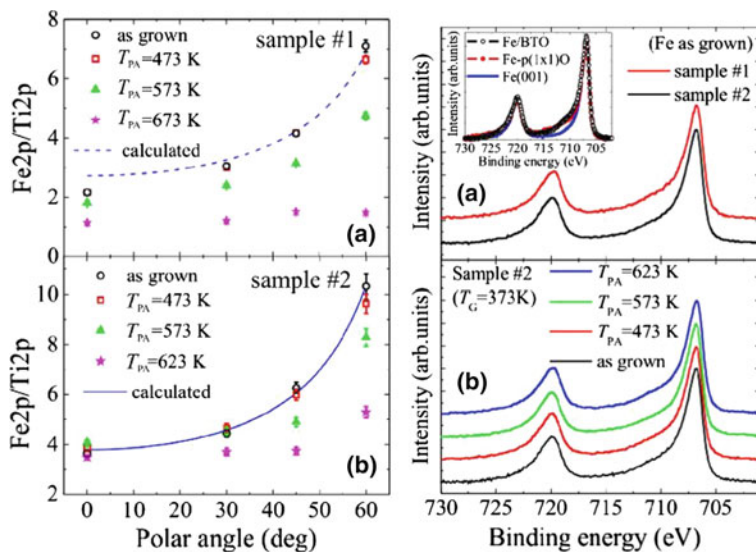 Fe2p/Ti2p
8
6
4
2
0
sample #1
as grown
T_PA=473 K
T_PA=573 K
T_PA=673 K
calculated
(a)
Fe2p/Ti2p
10
8
6
4
2
sample #2
as grown
T_PA=473 K
T_PA=573 K
T_PA=623 K
calculated
(b)
0 10 20 30 40 50 60
Polar angle (deg)
Intensity (arb.units)
Intensity (arb.units)
Fe/BTO
Fe-p(1x1)O
Fe(001)
730 725 720 715 710 705
Binding energy (eV)
(Fe as grown)
sample #1
sample #2
(a)
Intensity (arb.units)
Sample #2
(T_G=373K)
T_PA=623 K
T_PA=573 K
T_PA=473 K
as grown
(b)
730 725 720 715 710 705
Binding energy (eV)